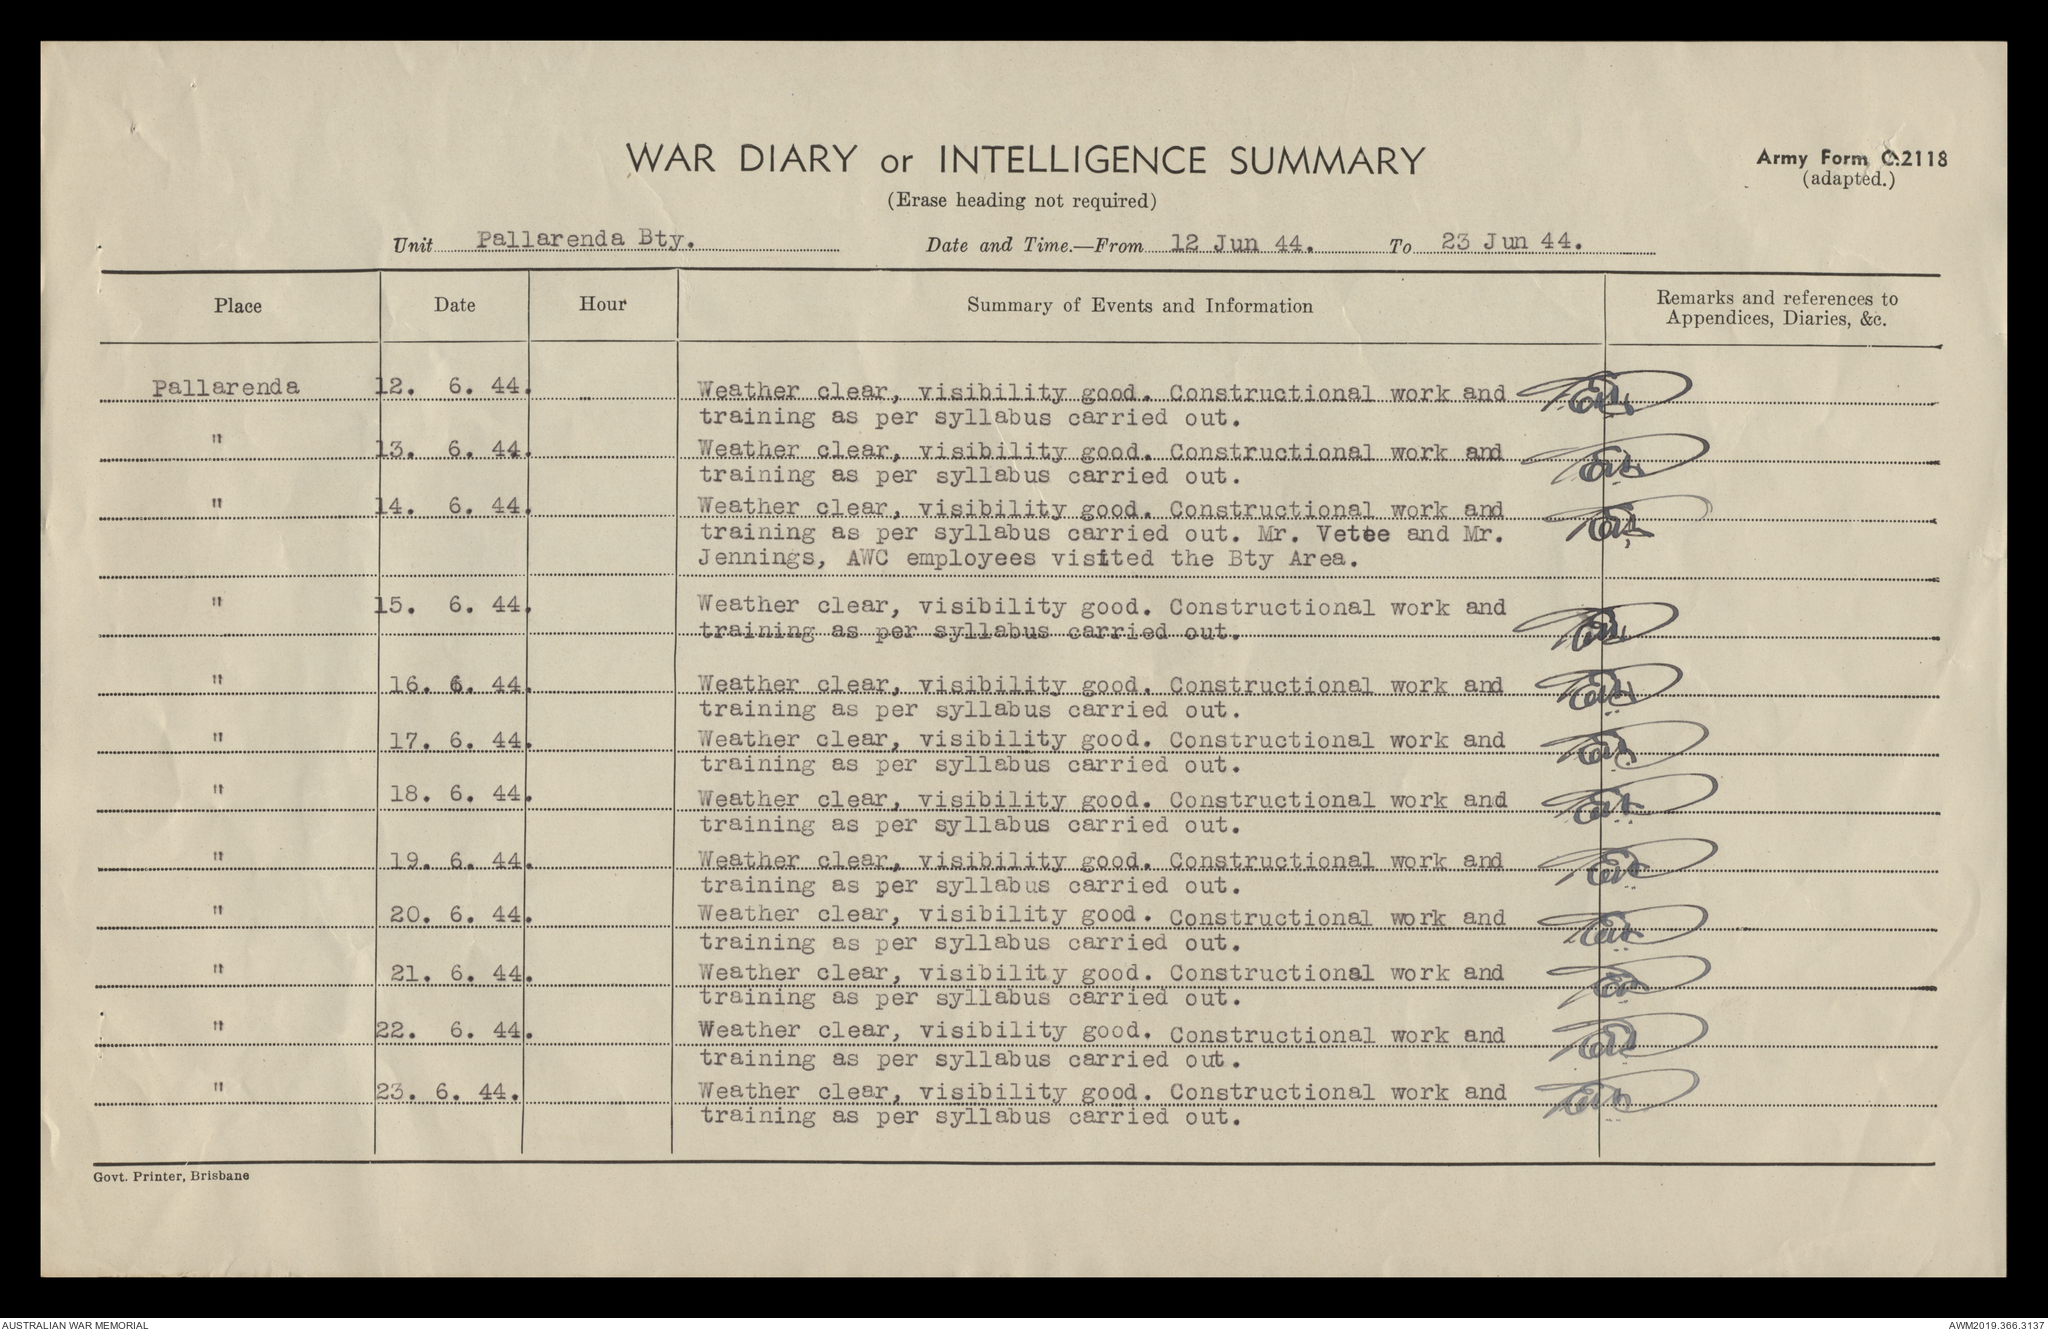 WAR DIARY or INTELLIGENCE SUMMARY
Army Form C.2118
(adapted.)
(Erase heading not required)
Unit Pallarenda Bty. Date and Time.—From 12 Jun 44. To 23 Jun 44.
Place Date Hour Summary of Events and Information Remarks and references to
Appendices, Diaries, &c.
Pallarenda 12. 6. 44. Weather clear, visibility good. Constructional work and
training as per syllabus carried out.
" 13. 6. 44. Weather clear, visibility good. Constructional work and
training as per syllabus carried out.
" 14. 6. 44. Weather clear, visibility good. Constructional work and
training as per syllabus carried out. Mr. Vetee and Mr.
Jennings, AWC employees visited the Bty Area.
" 15. 6. 44. Weather clear, visibility good. Constructional work and
training as per syllabus carried out.
" 16. 6. 44. Weather clear, visibility good. Constructional work and
training as per syllabus carried out.
" 17. 6. 44. Weather clear, visibility good. Constructional work and
training as per syllabus carried out.
" 18. 6. 44. Weather clear, visibility good. Constructional work and
training as per syllabus carried out.
" 19. 6. 44. Weather clear, visibility good. Constructional work and
training as per syllabus carried out.
" 20. 6. 44. Weather clear, visibility good. Constructional work and
training as per syllabus carried out.
" 21. 6. 44. Weather clear, visibility good. Constructional work and
training as per syllabus carried out.
" 22. 6. 44. Weather clear, visibility good. Constructional work and
training as per syllabus carried out.
" 23. 6. 44. Weather clear, visibility good. Constructional work and
training as per syllabus carried out.
Govt. Printer, Brisbane
AUSTRALIAN WAR MEMORIAL AWM2019.366.3137